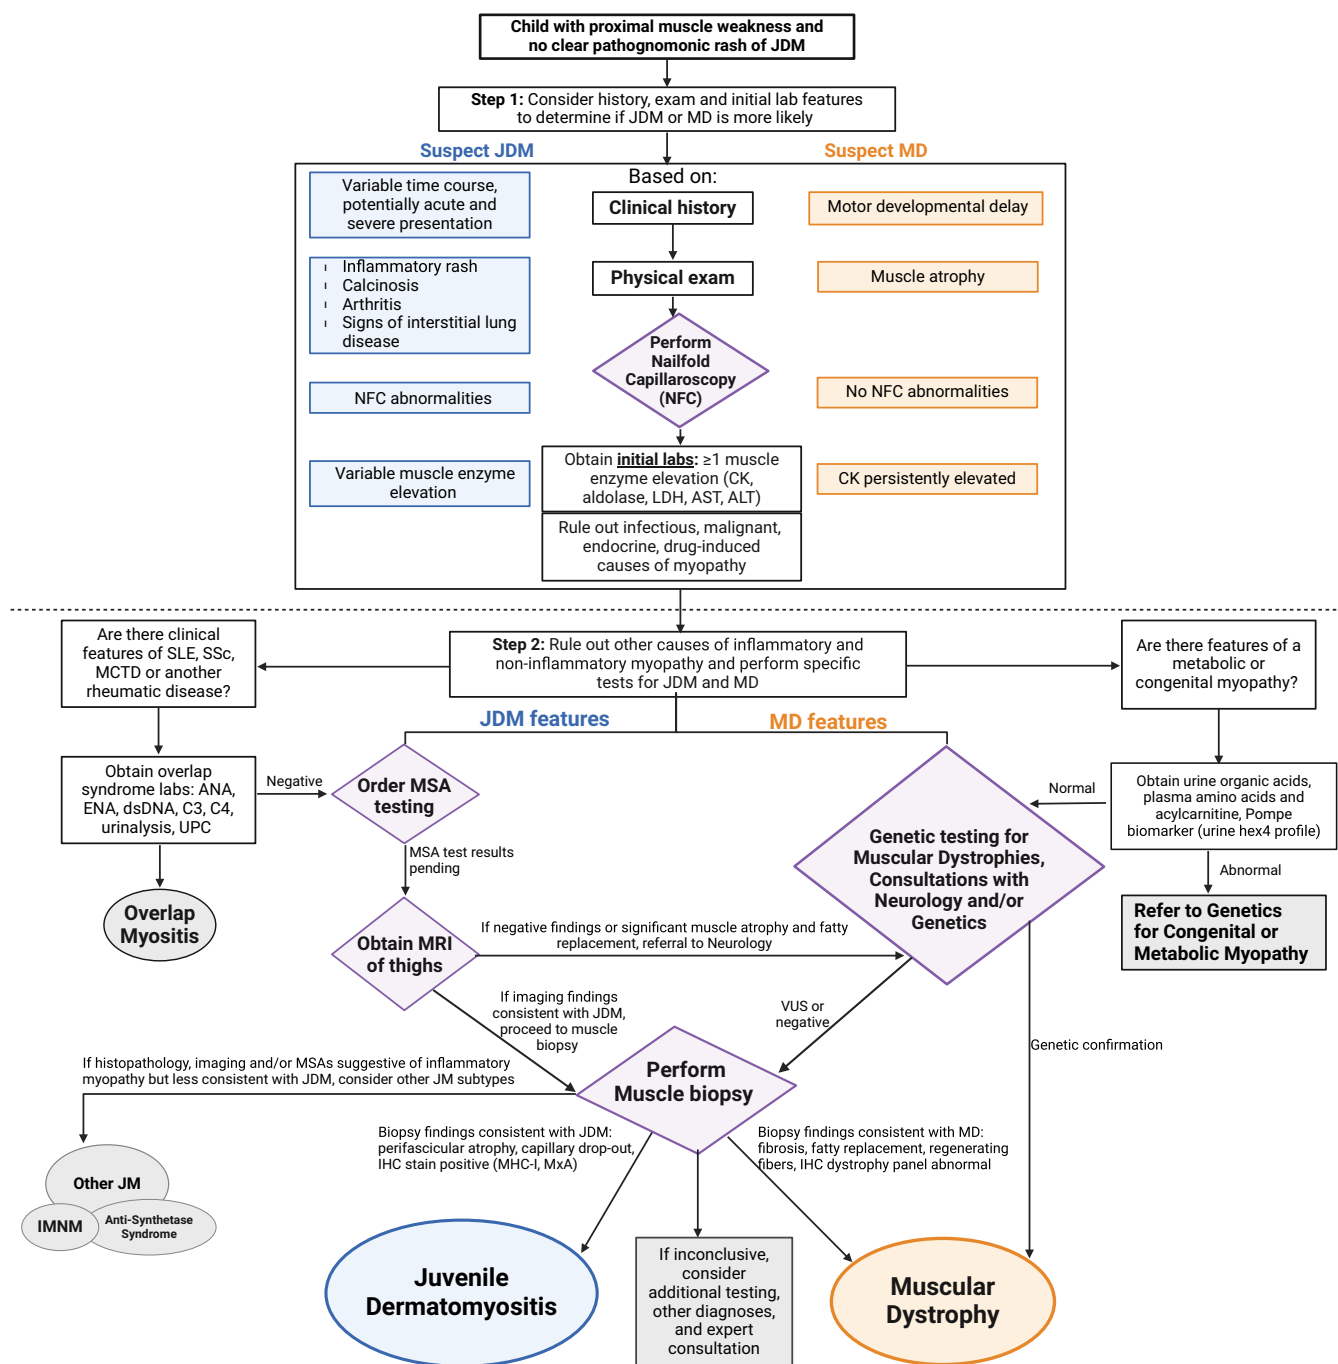 Child with proximal muscle weakness and
no clear pathognomonic rash of JDM
Step 1: Consider history, exam and initial lab features
to determine if JDM or MD is more likely
Suspect JDM
Suspect MD
Based on:
Variable time course,
potentially acute and
severe presentation
Clinical history
Motor developmental delay
Inflammatory rash
Calcinosis
Arthritis
Signs of interstitial lung
disease
Physical exam
Muscle atrophy
Perform
Nailfold
Capillaroscopy
(NFC)
NFC abnormalities
No NFC abnormalities
Variable muscle enzyme
elevation
Obtain initial labs: ≥1 muscle
enzyme elevation (CK,
aldolase, LDH, AST, ALT)
CK persistently elevated
Rule out infectious, malignant,
endocrine, drug-induced
causes of myopathy
Are there clinical
features of SLE, SSc,
MCTD or another
rheumatic disease?
Step 2: Rule out other causes of inflammatory and
non-inflammatory myopathy and perform specific
tests for JDM and MD
Are there features of a
metabolic or
congenital myopathy?
JDM features
MD features
Obtain overlap
syndrome labs: ANA,
ENA, dsDNA, C3, C4,
urinalysis, UPC
Negative
Order MSA
testing
Genetic testing for
Muscular Dystrophies,
Consultations with
Neurology and/or
Genetics
Normal
Obtain urine organic acids,
plasma amino acids and
acylcarnitine, Pompe
biomarker (urine hex4 profile)
MSA test results
pending
Abnormal
Overlap
Myositis
Obtain MRI
of thighs
If negative findings or significant muscle atrophy and fatty
replacement, referral to Neurology
Refer to Genetics
for Congenital or
Metabolic Myopathy
If imaging findings
consistent with JDM,
proceed to muscle
biopsy
VUS or
negative
Genetic confirmation
If histopathology, imaging and/or MSAs suggestive of inflammatory
myopathy but less consistent with JDM, consider other JM subtypes
Perform
Muscle biopsy
Biopsy findings consistent with JDM:
perifascicular atrophy, capillary drop-out,
IHC stain positive (MHC-I, MxA)
Biopsy findings consistent with MD:
fibrosis, fatty replacement, regenerating
fibers, IHC dystrophy panel abnormal
Other JM
IMNM
Anti-Synthetase
Syndrome
Juvenile
Dermatomyositis
If inconclusive,
consider
additional testing,
other diagnoses,
and expert
consultation
Muscular
Dystrophy